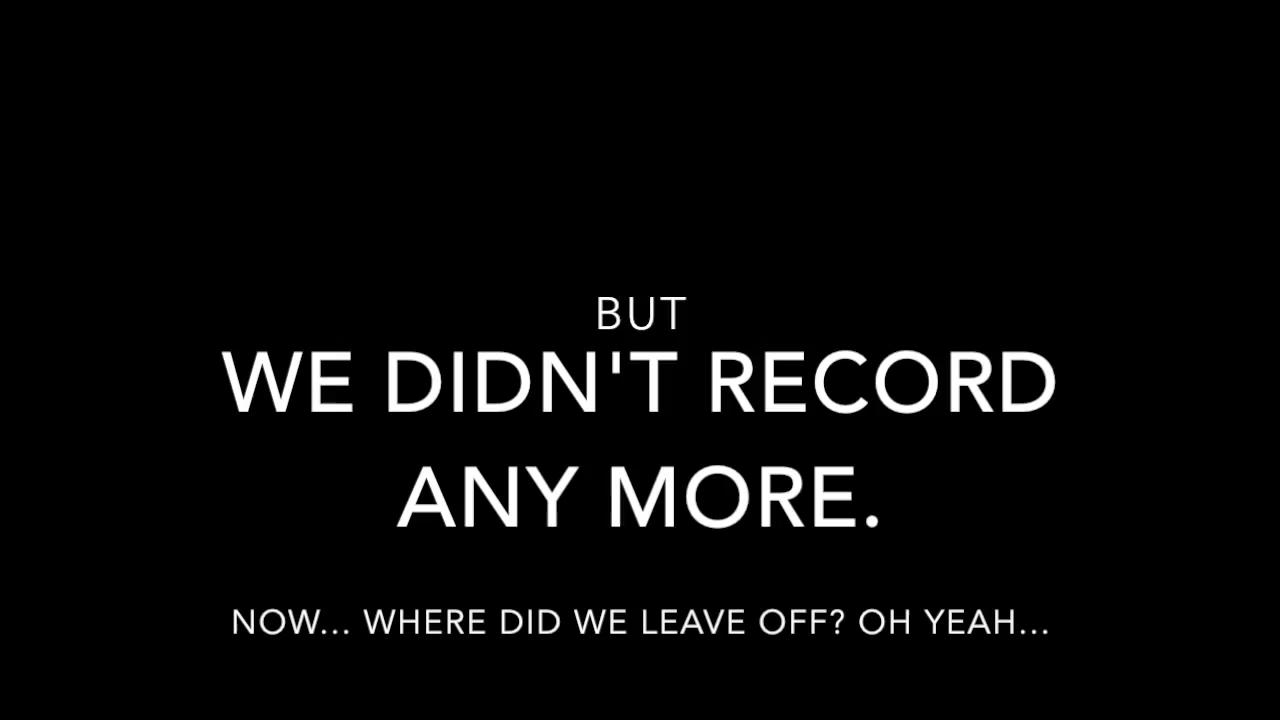 BUT
WE DIDN'T RECORD
ANY MORE.
NOW... WHERE DID WE LEAVE OFF? OH YEAH...